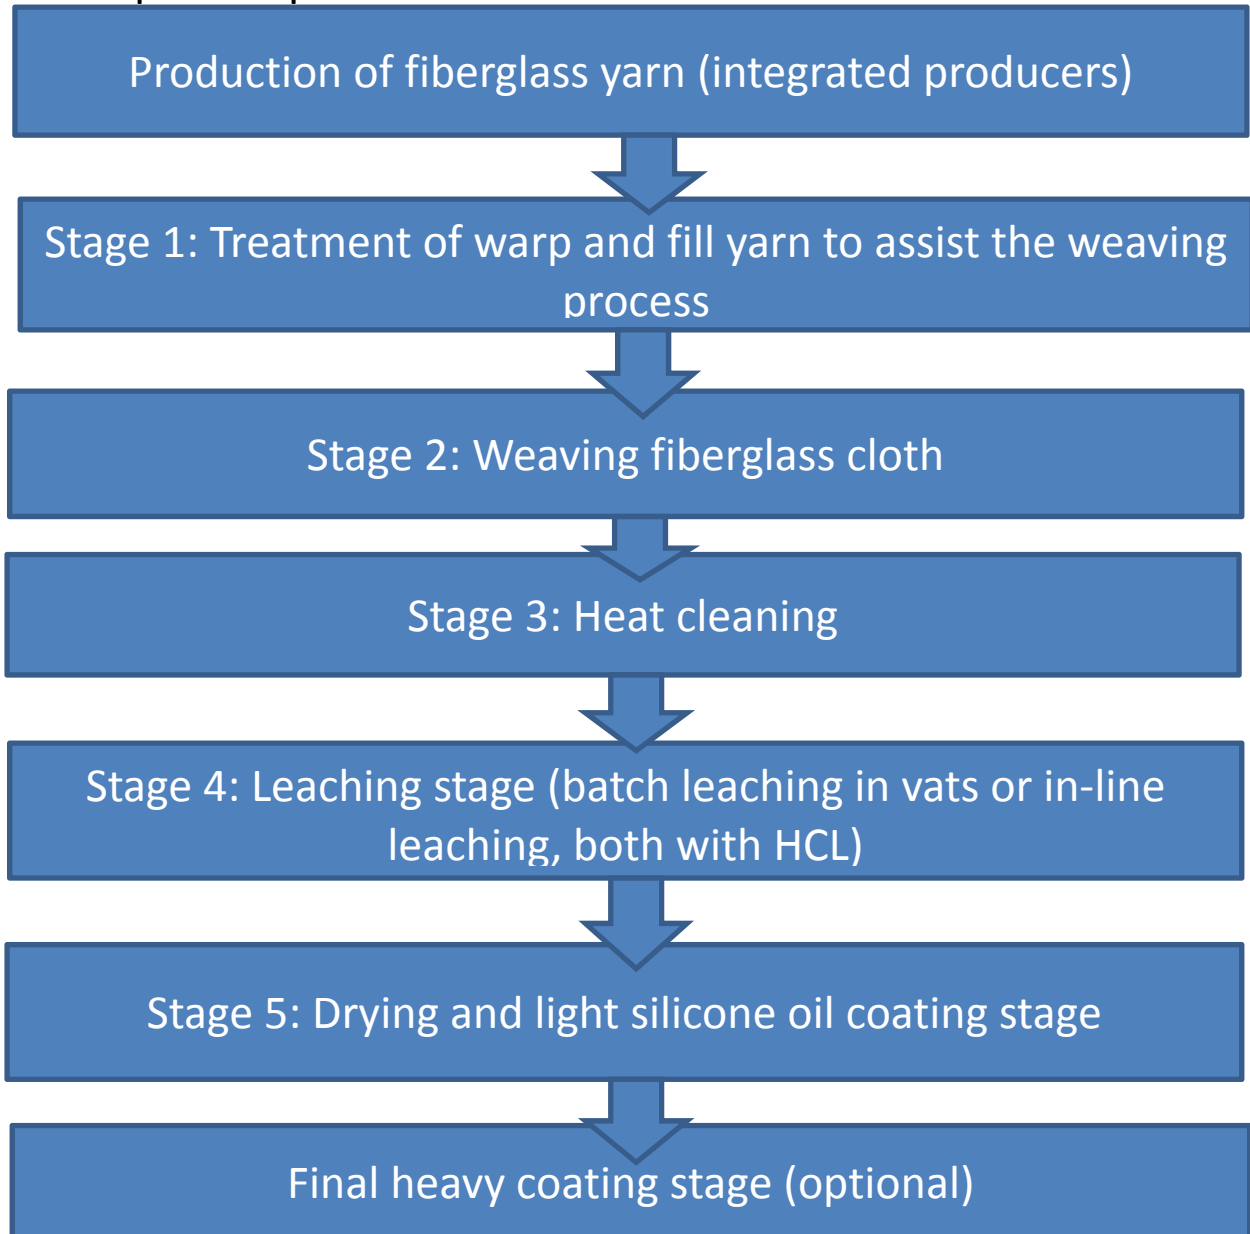 Production of fiberglass yarn (integrated producers)
Stage 1: Treatment of warp and fill yarn to assist the weaving
process
Stage 2: Weaving fiberglass cloth
Stage 3: Heat cleaning
Stage 4: Leaching stage (batch leaching in vats or in-line
leaching, both with HCL)
Stage 5: Drying and light silicone oil coating stage
Final heavy coating stage (optional)